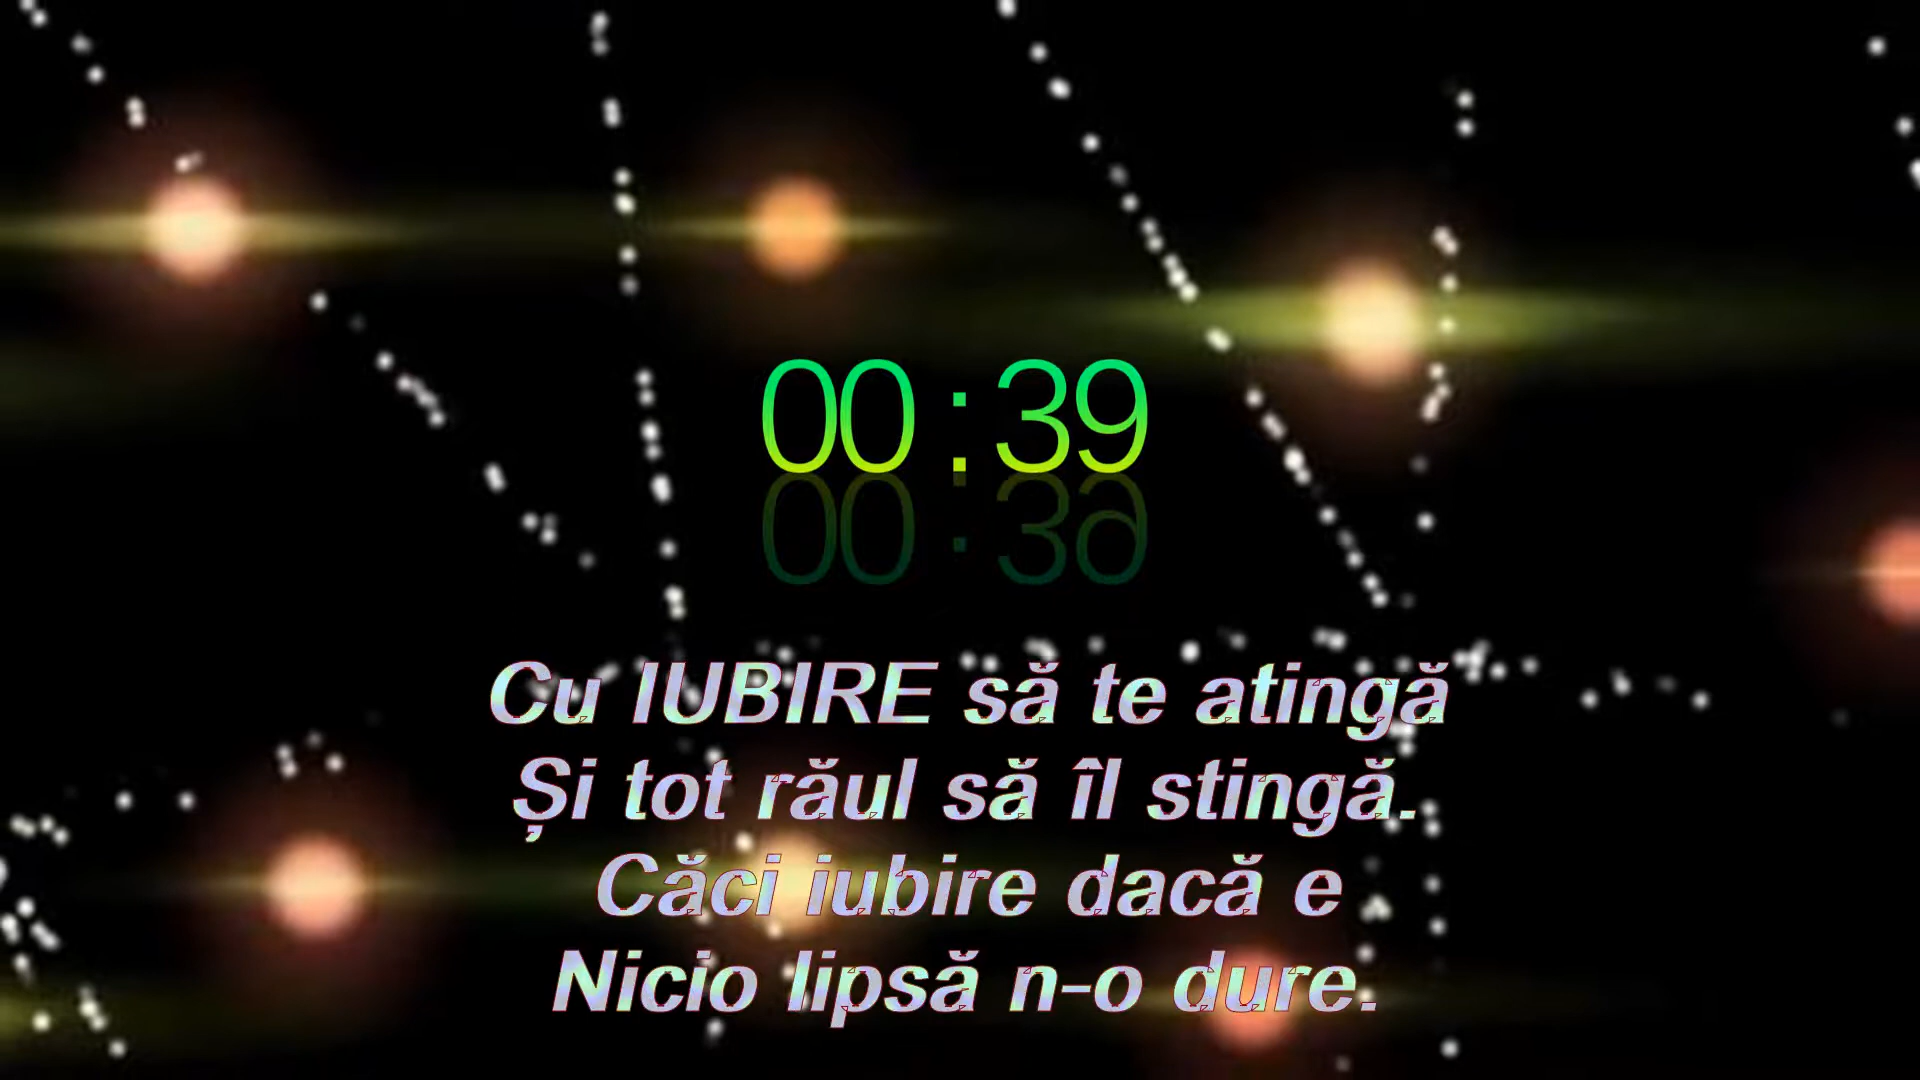 00:39
Cu IUBIRE să te atingă
Și tot răul să îl stingă.
Căci iubire dacă e
Nicio lipsă n-o dure.